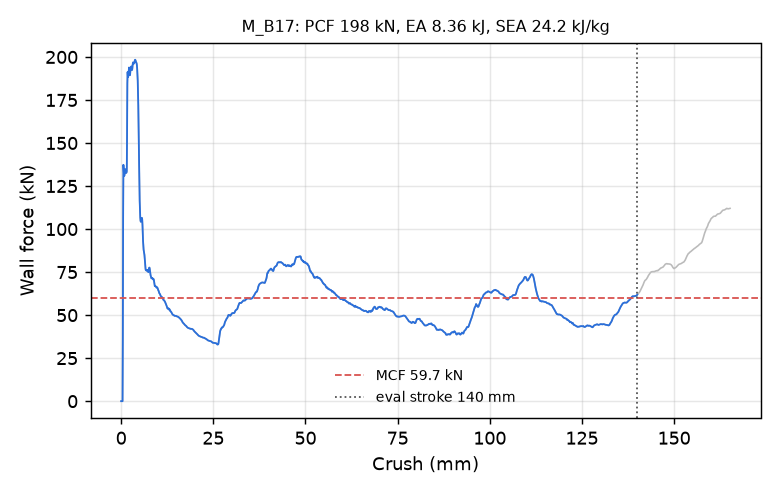 M_B17: PCF 198 kN, EA 8.36 kJ, SEA 24.2 kJ/kg
Wall force (kN)
200
175
150
125
100
75
50
25
0
MCF 59.7 kN
eval stroke 140 mm
0 25 50 75 100 125 150
Crush (mm)